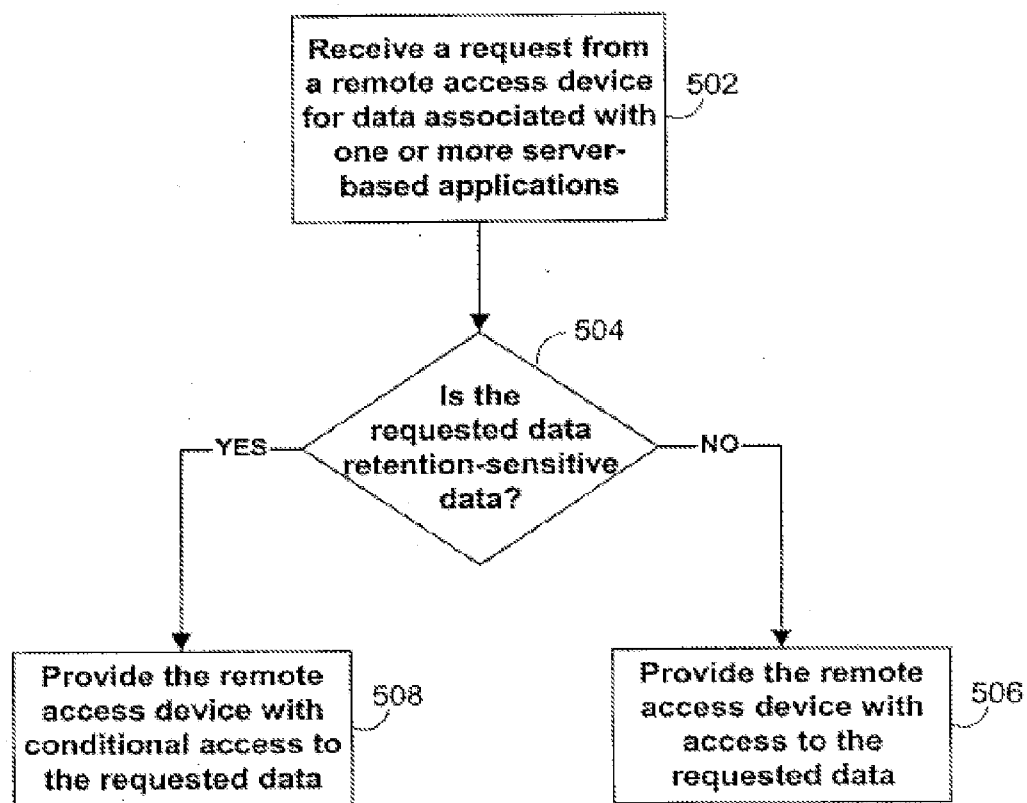 Receive a request from
a remote access device
for data associated with
one or more server-
based applications
502
504
Is the
requested data
retention-sensitive
data?
YES
NO
Provide the remote
access device with
conditional access to
the requested data
508
Provide the remote
access device with
access to the
requested data
506